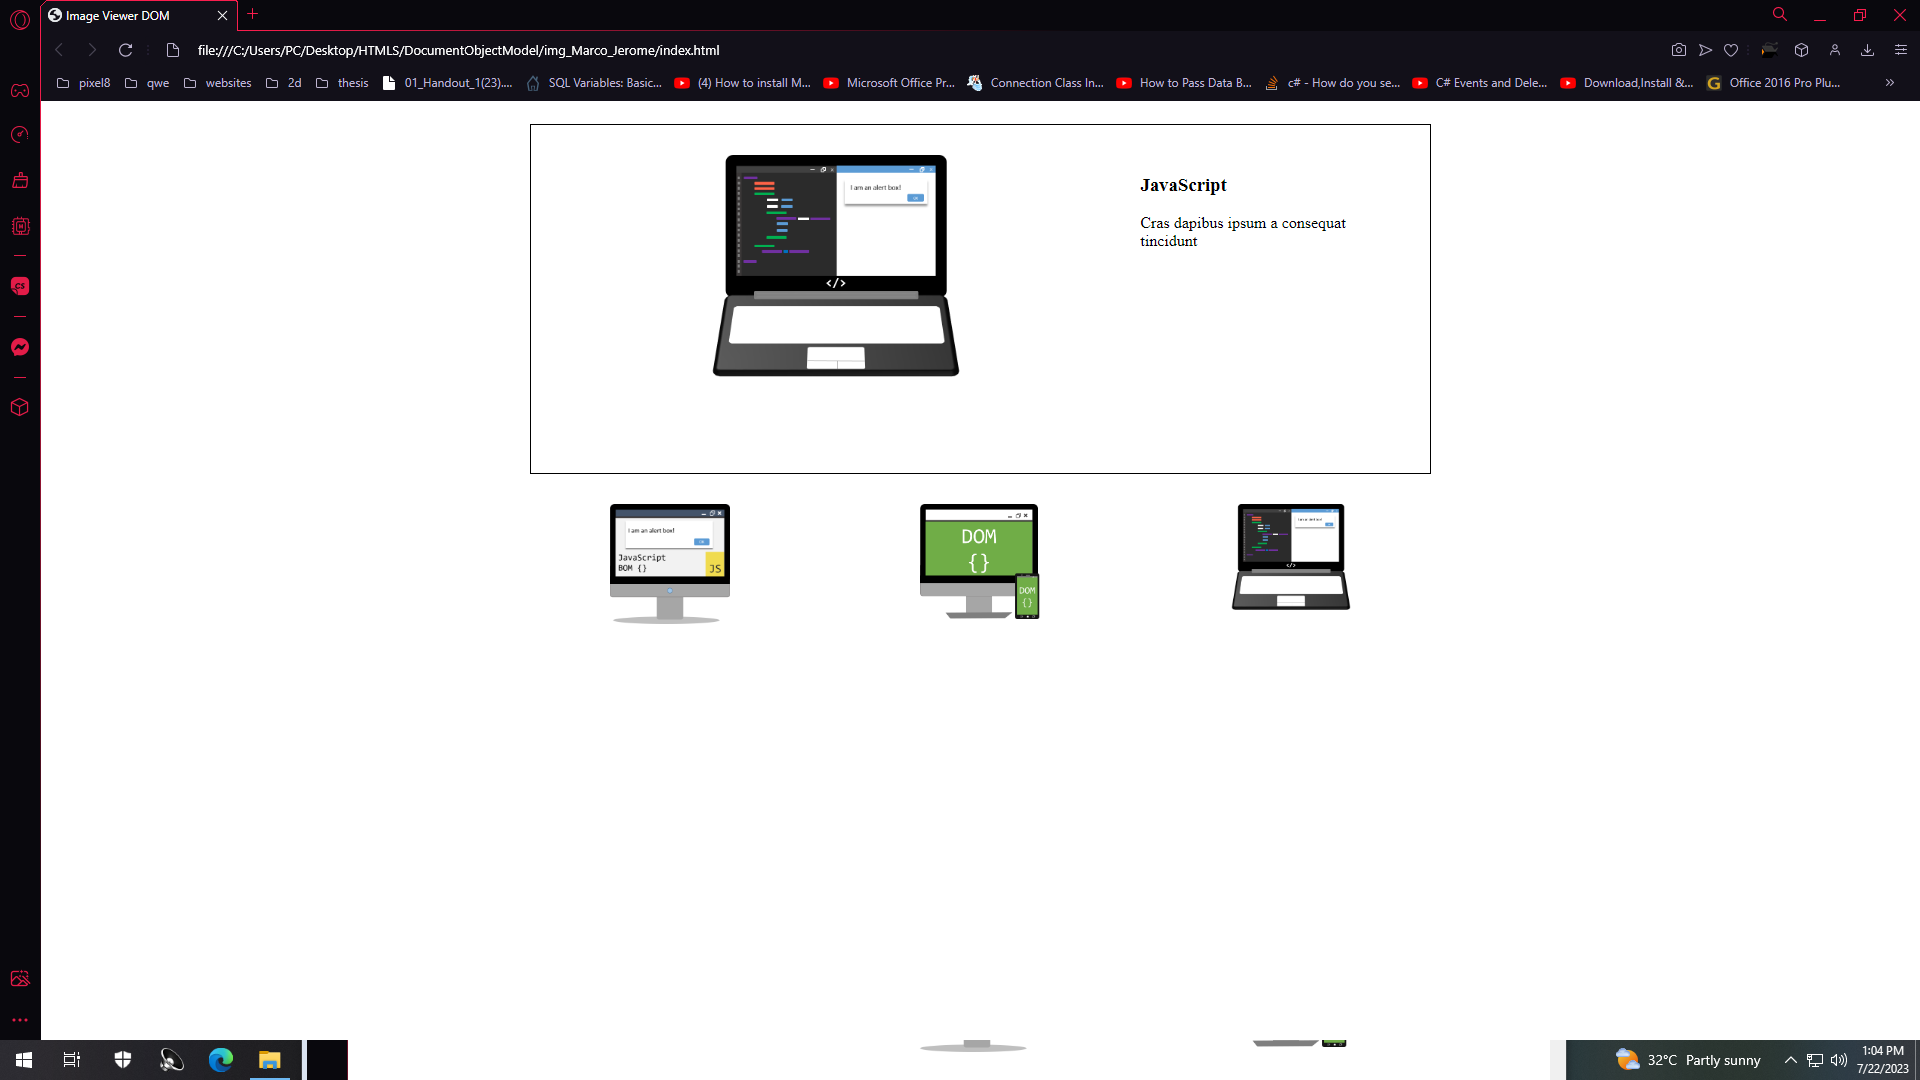 Image Viewer DOM
file:///C:/Users/PC/Desktop/HTMLS/DocumentObjectModel/img_Marco_Jerome/index.html
pixel8 qwe websites 2d thesis 01_Handout_1(23).... SQL Variables: Basic... (4) How to install M... Microsoft Office Pr... Connection Class In... How to Pass Data B... c# - How do you se... C# Events and Dele... Download,Install &... Office 2016 Pro Plu...
I am an alert box!
</>
JavaScript
Cras dapibus ipsum a consequat
tincidunt
I am an alert box!
JavaScript
BOM {}
JS
DOM
{}
DOM
{}
</>
32°C Partly sunny
1:04 PM
7/22/2023